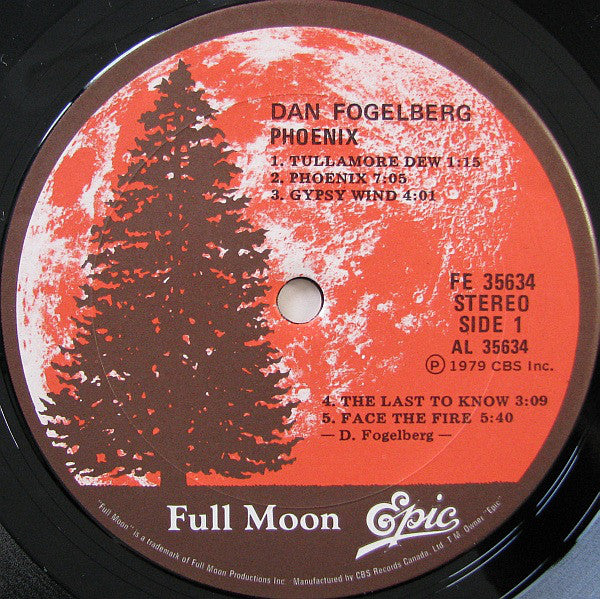 DAN FOGELBERG
PHOENIX
1. TULLAMORE DEW 1:15
2. PHOENIX 7:05
3. GYPSY WIND 4:01
FE 35634
STEREO
SIDE 1
AL 35634
Ⓟ 1979 CBS Inc.
4. THE LAST TO KNOW 3:09
5. FACE THE FIRE 5:40
— D. Fogelberg —
Full Moon Epic
"Full Moon" is a trademark of Full Moon Productions Inc. Manufactured by CBS Records Canada, Ltd. T M Owner "Epic"